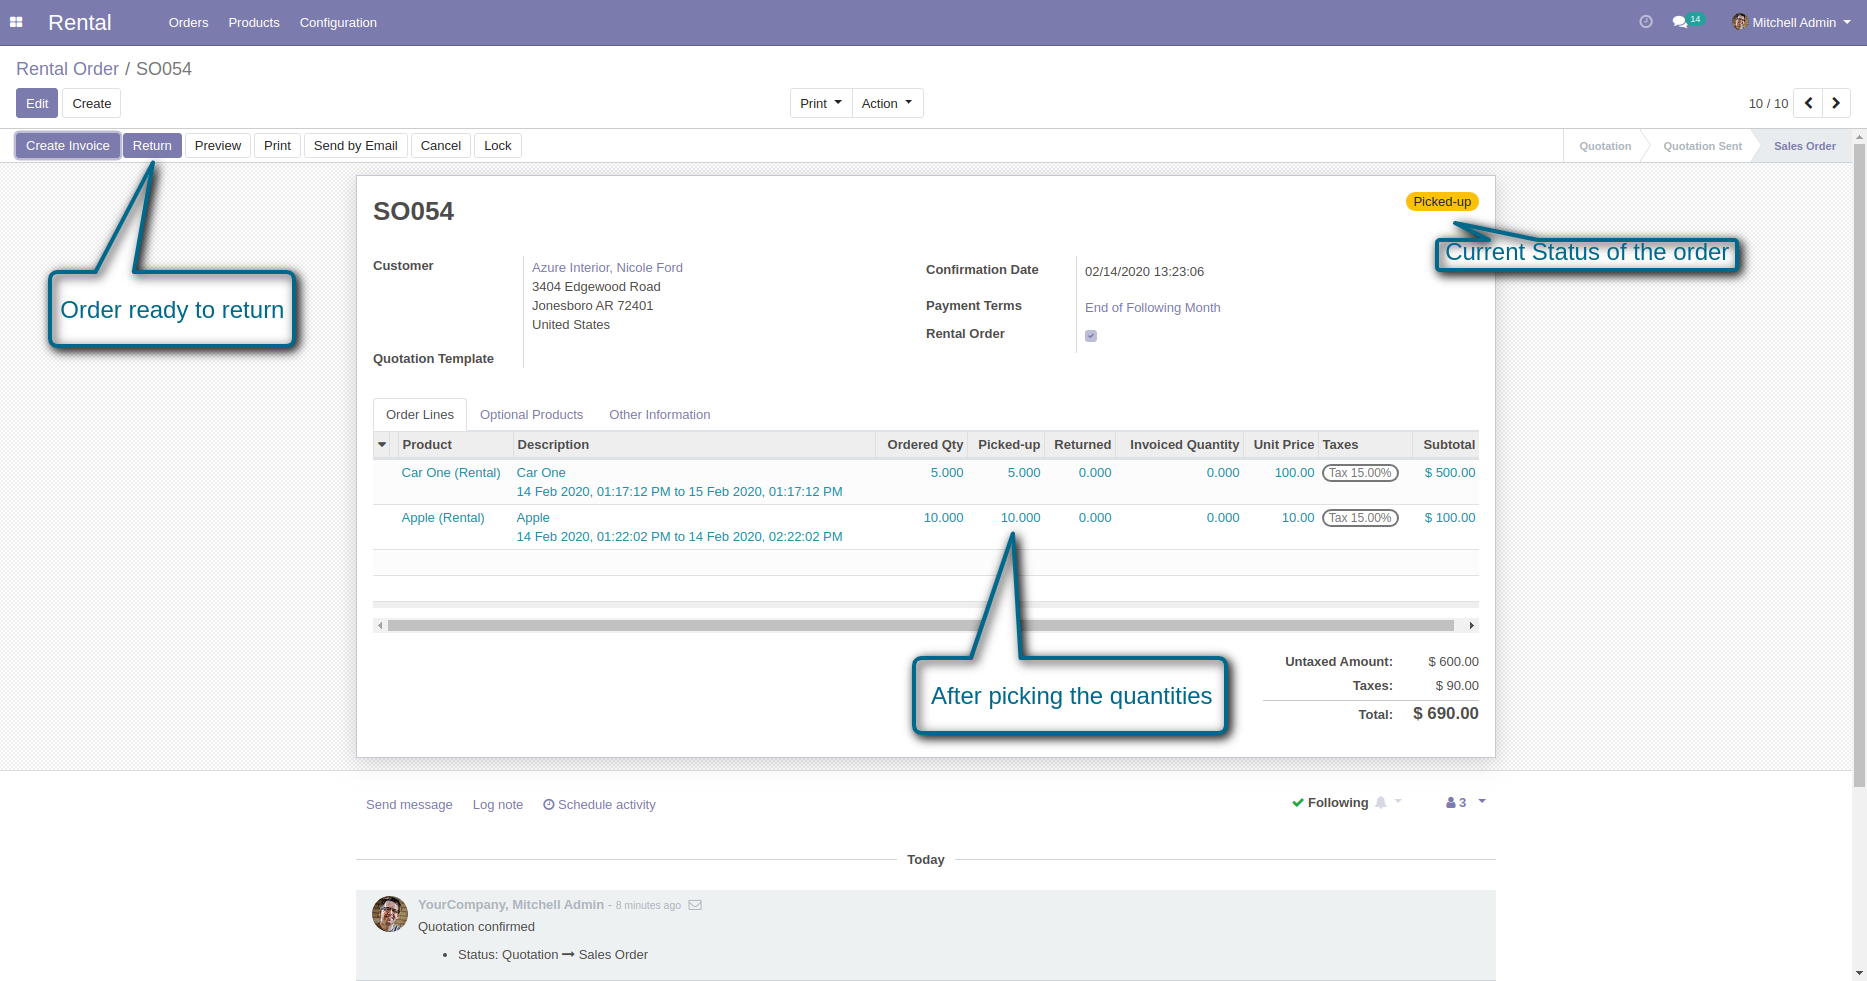 Rental Orders Products Configuration 14 Mitchell Admin
Rental Order / SO054
Edit Create Print Action 10 / 10
Create Invoice Return Preview Print Send by Email Cancel Lock Quotation Quotation Sent Sales Order
SO054
Picked-up
Current Status of the order
Order ready to return
Customer
Azure Interior, Nicole Ford
3404 Edgewood Road
Jonesboro AR 72401
United States
Quotation Template
Confirmation Date 02/14/2020 13:23:06
Payment Terms End of Following Month
Rental Order
Order Lines Optional Products Other Information
Product Description Ordered Qty Picked-up Returned Invoiced Quantity Unit Price Taxes Subtotal
Car One (Rental) Car One 5.000 5.000 0.000 0.000 100.00 Tax 15.00% $ 500.00
14 Feb 2020, 01:17:12 PM to 15 Feb 2020, 01:17:12 PM
Apple (Rental) Apple 10.000 10.000 0.000 0.000 10.00 Tax 15.00% $ 100.00
14 Feb 2020, 01:22:02 PM to 14 Feb 2020, 02:22:02 PM
After picking the quantities
Untaxed Amount: $ 600.00
Taxes: $ 90.00
Total: $ 690.00
Send message Log note Schedule activity Following 3
Today
YourCompany, Mitchell Admin - 8 minutes ago
Quotation confirmed
• Status: Quotation → Sales Order